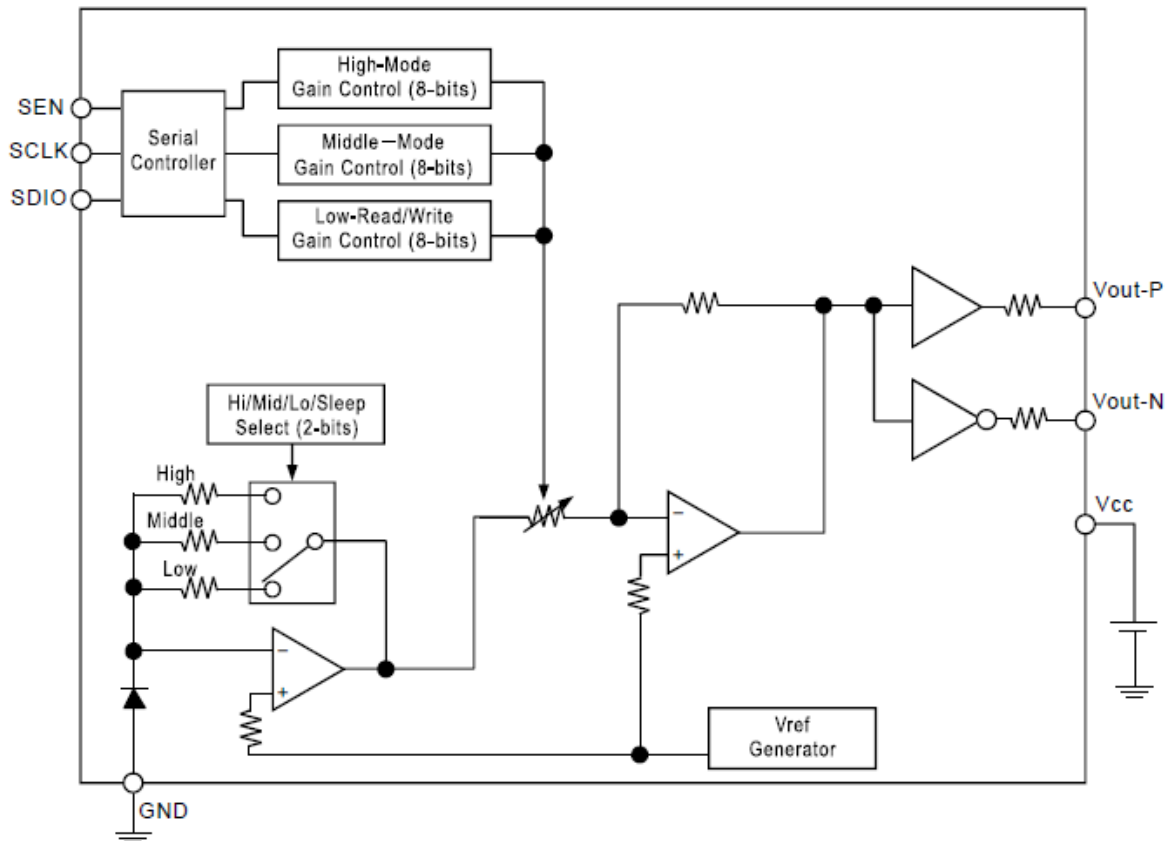 High-Mode
Gain Control (8-bits)
SEN
SCLK
SDIO
Serial
Controller
Middle—Mode
Gain Control (8-bits)
Low-Read/Write
Gain Control (8-bits)
Vout-P
Vout-N
Hi/Mid/Lo/Sleep
Select (2-bits)
High
Middle
Low
−
+
−
+
Vcc
Vref
Generator
GND